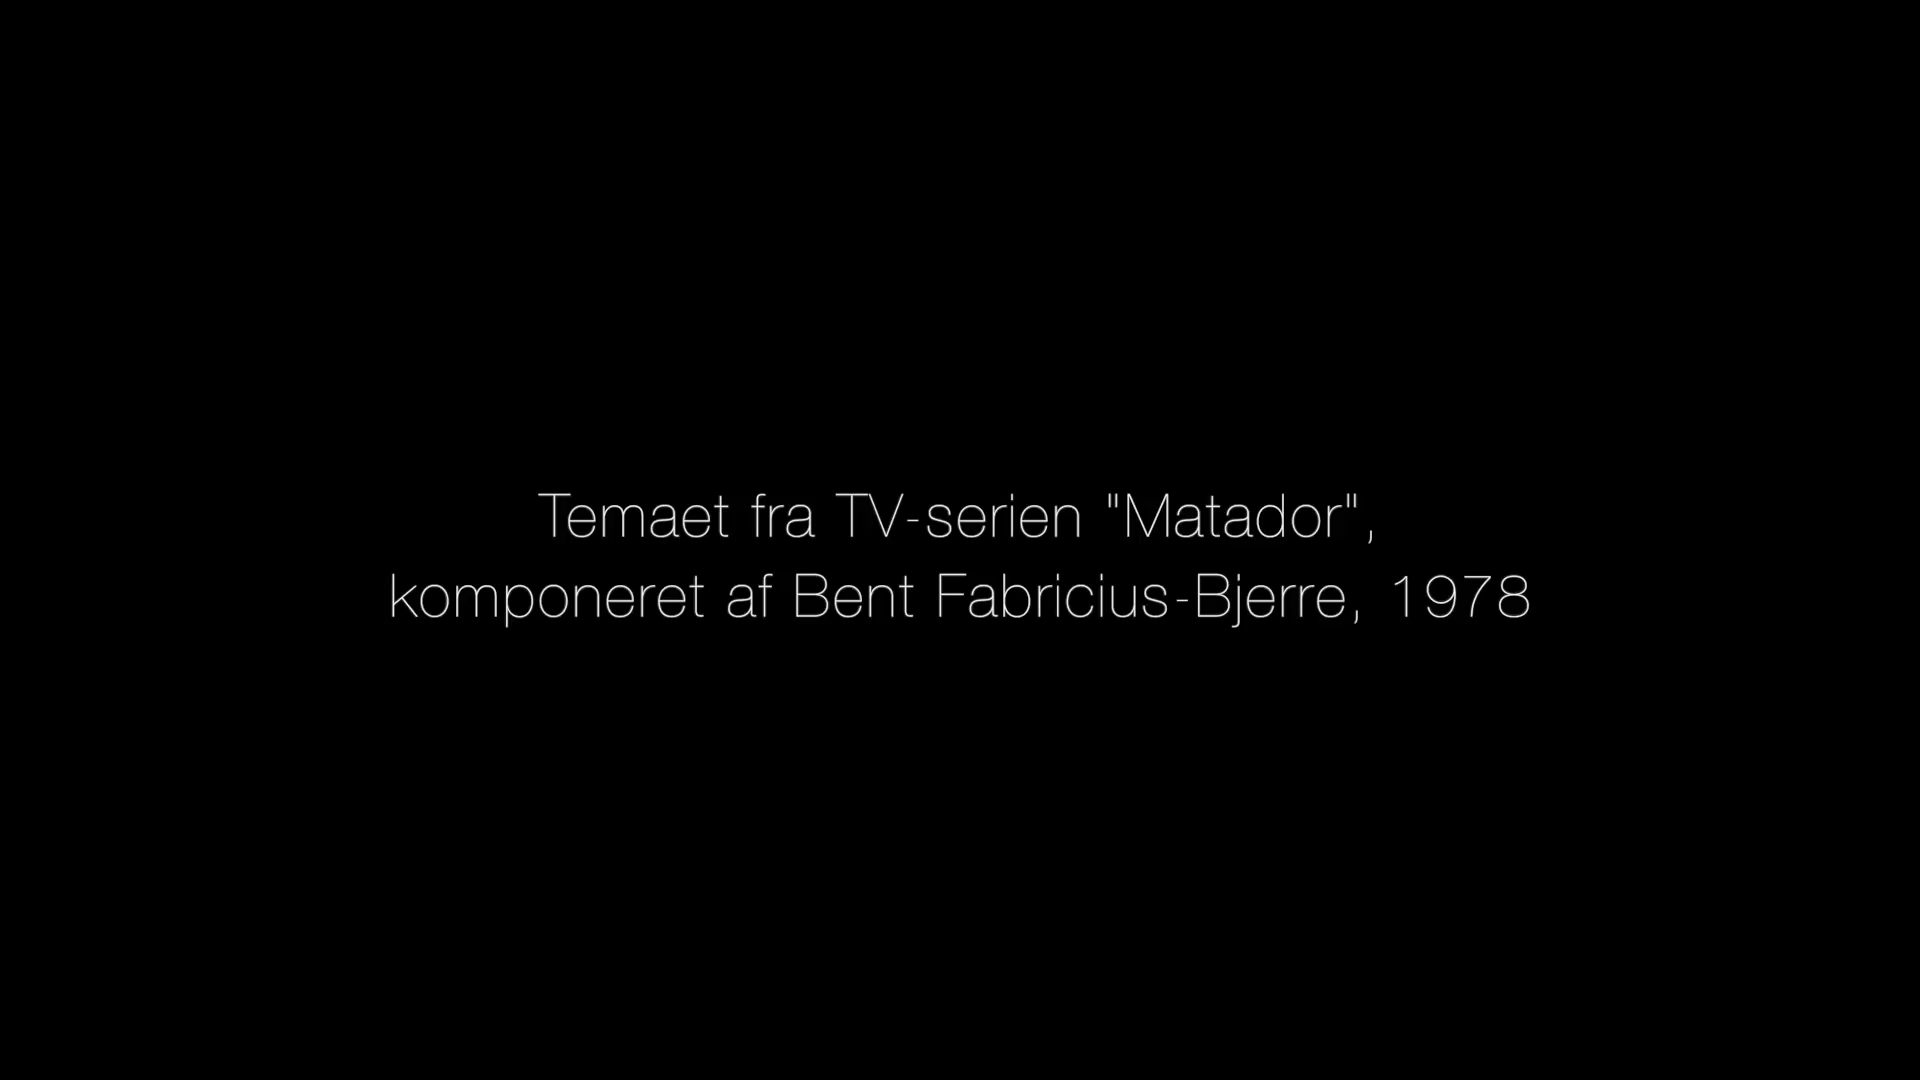 Temaet fra TV-serien "Matador",
komponeret af Bent Fabricius-Bjerre, 1978